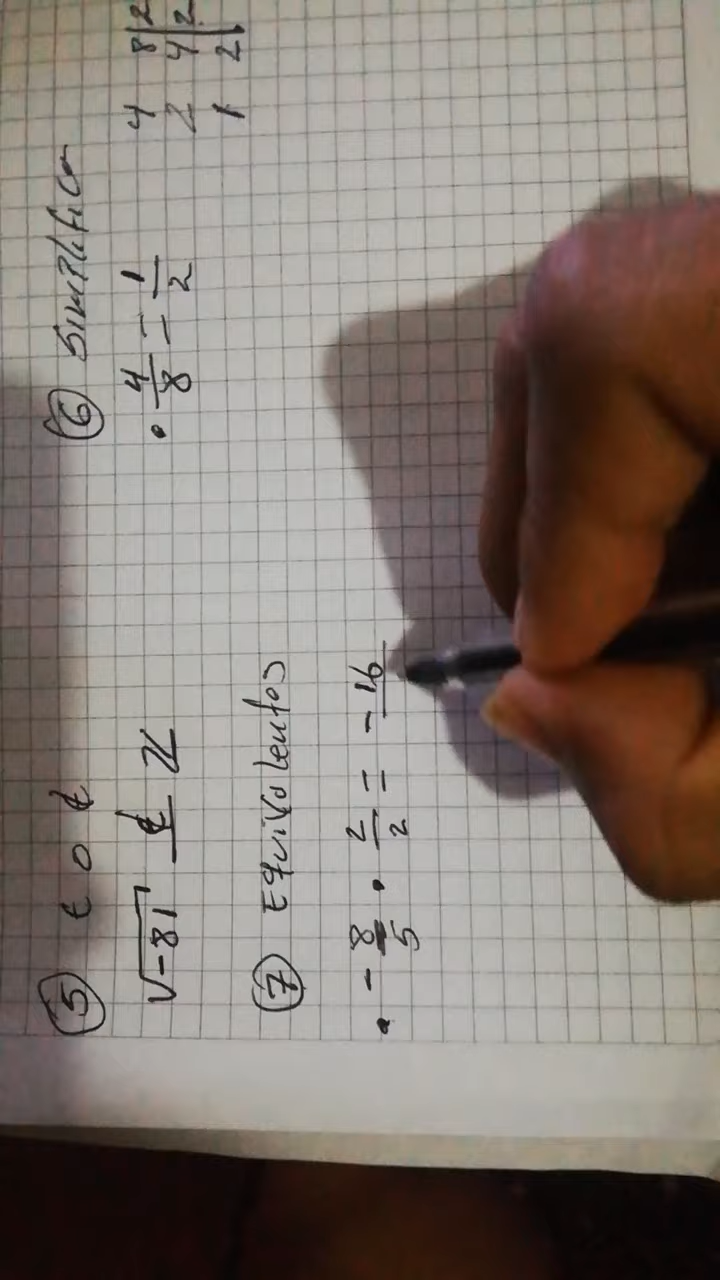 ⑤ ∈ o ∉
√-81 ∉ ℤ
⑥ Simplificar
• 4/8 = 1/2
4 8|2
2 4|2
1 2|
⑦ Equivalentes
• - 8/5 • 2/2 = - 16